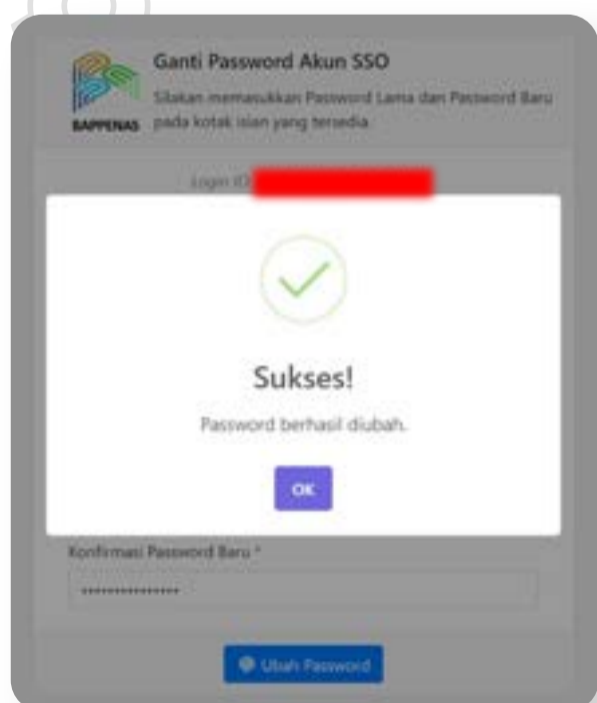 Ganti Password Akun SSO
Silakan memasukkan Password Lama dan Password Baru
pada kotak isian yang tersedia.
BAPPENAS
Login ID
Sukses!
Password berhasil diubah.
OK
Konfirmasi Password Baru *
Ubah Password